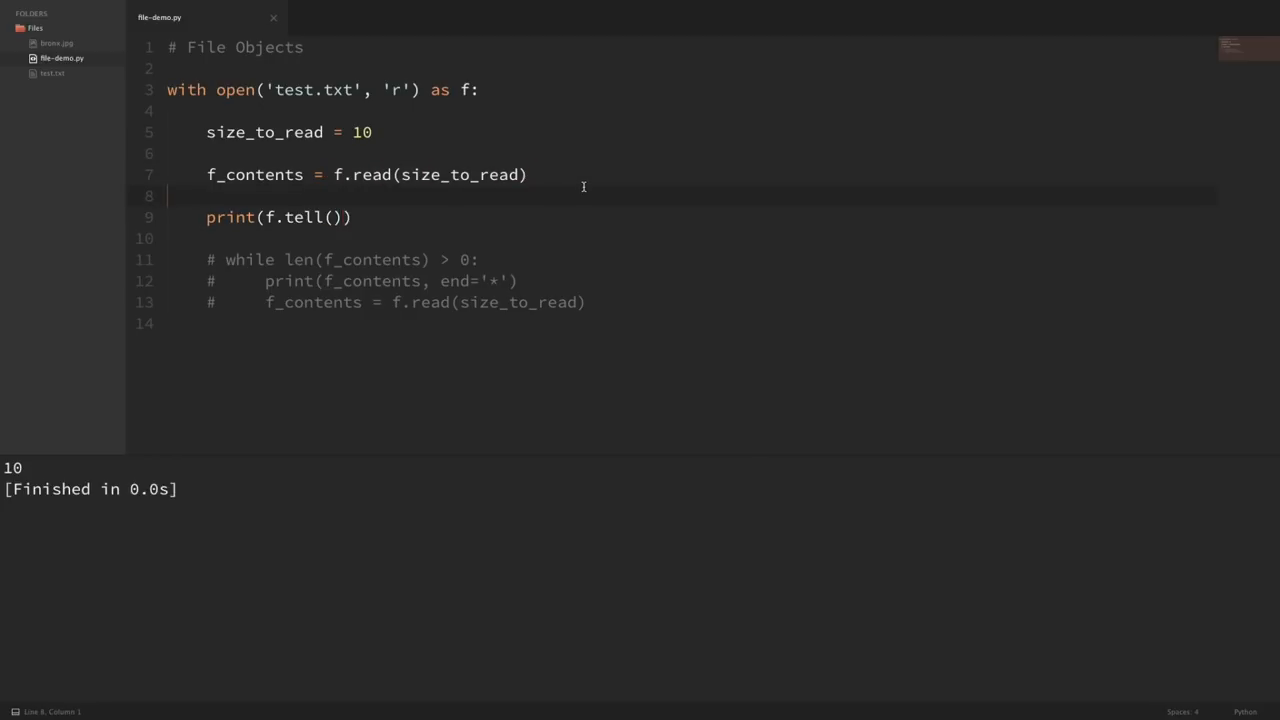 FOLDERS
Files
bronx.jpg
file-demo.py
test.txt
file-demo.py ×
1 # File Objects
2
3 with open('test.txt', 'r') as f:
4
5     size_to_read = 10
6
7     f_contents = f.read(size_to_read)
8
9     print(f.tell())
10
11     # while len(f_contents) > 0:
12     #     print(f_contents, end='*')
13     #     f_contents = f.read(size_to_read)
14
10
[Finished in 0.0s]
Line 8, Column 1
Spaces: 4
Python